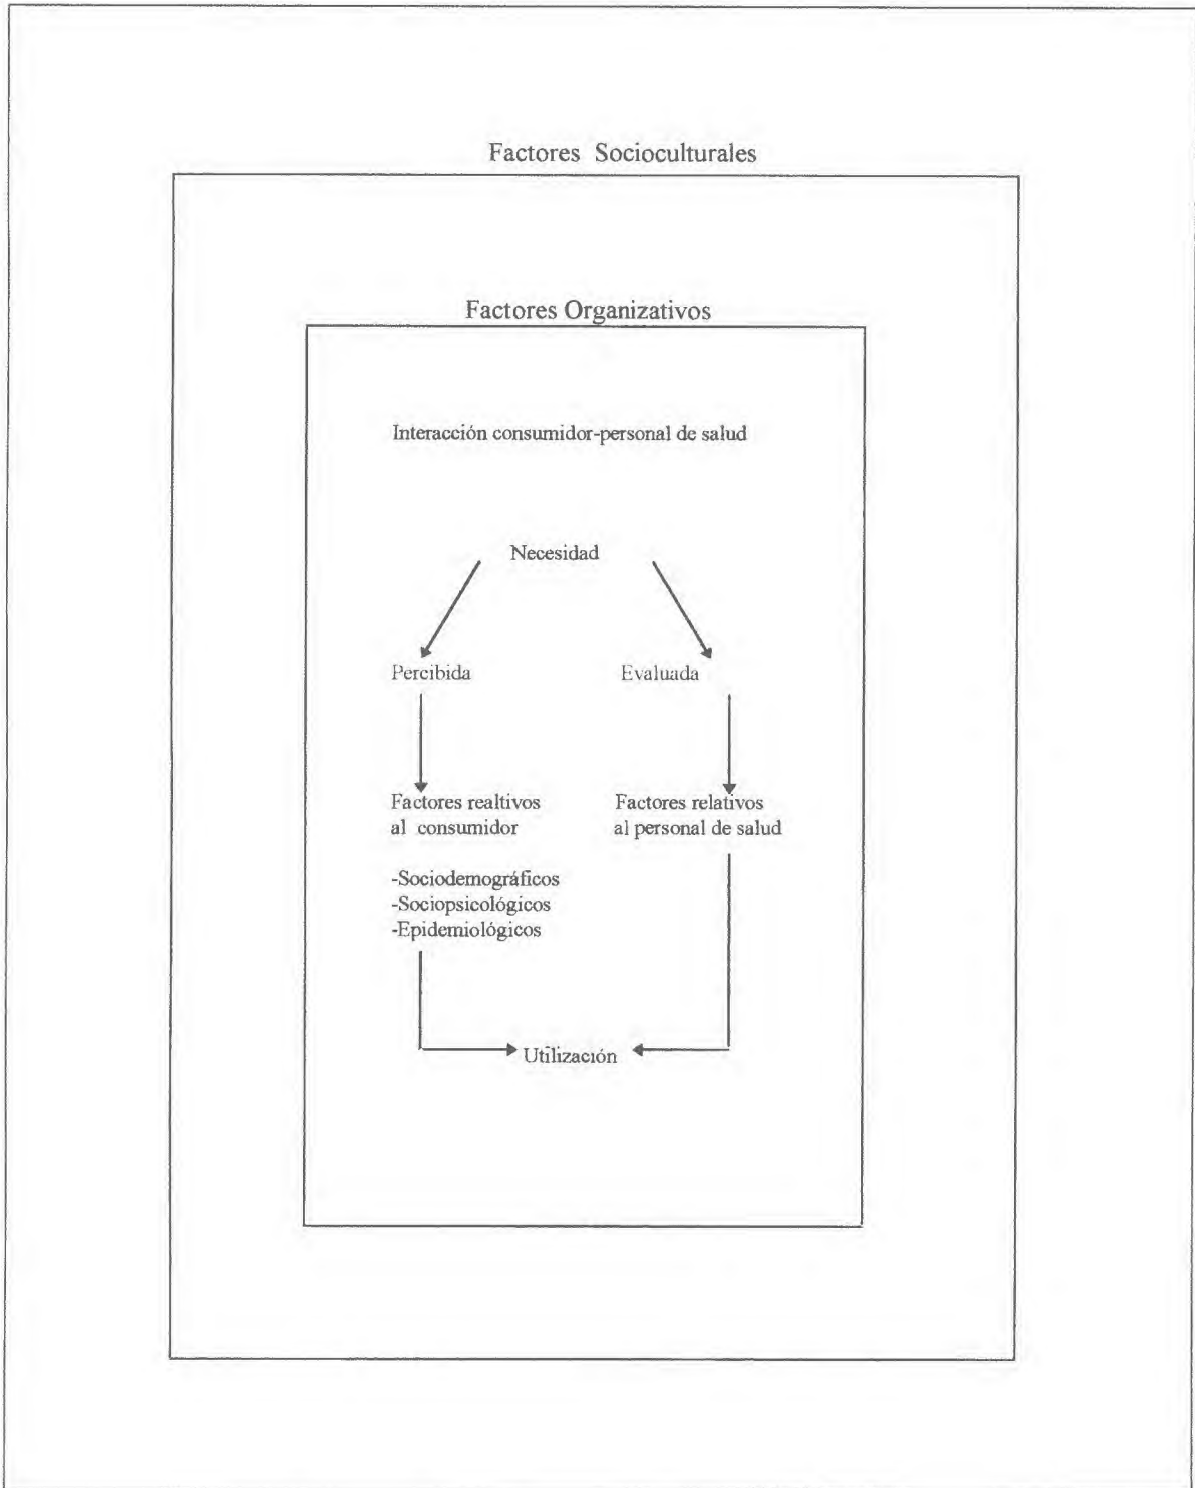 Factores Socioculturales
Factores Organizativos
Interacción consumidor-personal de salud
Necesidad
Percibida
Evaluada
Factores realtivos
al consumidor
Factores relativos
al personal de salud
-Sociodemográficos
-Sociopsicológicos
-Epidemiológicos
Utilización